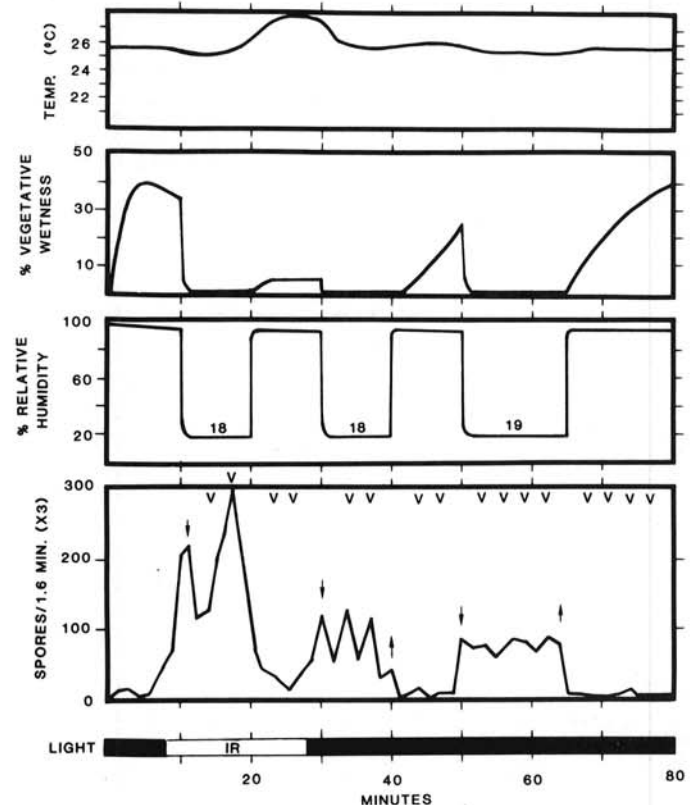 TEMP. (°C)
26
24
22
% VEGETATIVE WETNESS
50
30
10
% RELATIVE HUMIDITY
100
60
20
18 18 19
SPORES/1.6 MIN. (X3)
300
200
100
0
V
V V V V V V V V V V V V V V V
LIGHT IR
20 40 60 80
MINUTES